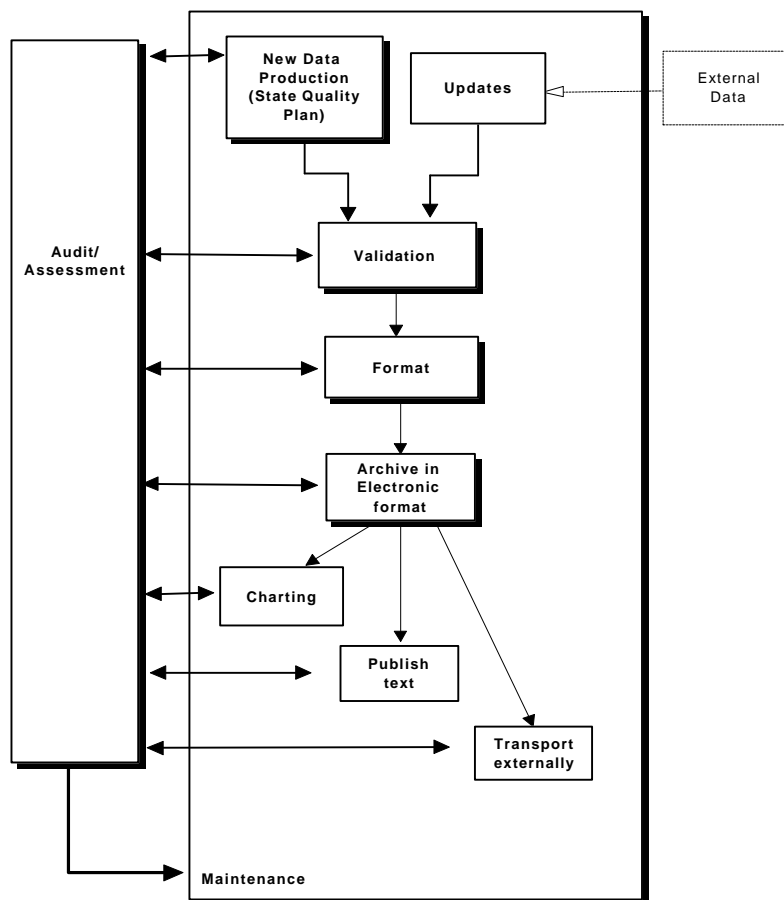 New Data
Production
(State Quality
Plan)
Updates
External
Data
Audit/
Assessment
Validation
Format
Archive in
Electronic
format
Charting
Publish
text
Transport
externally
Maintenance